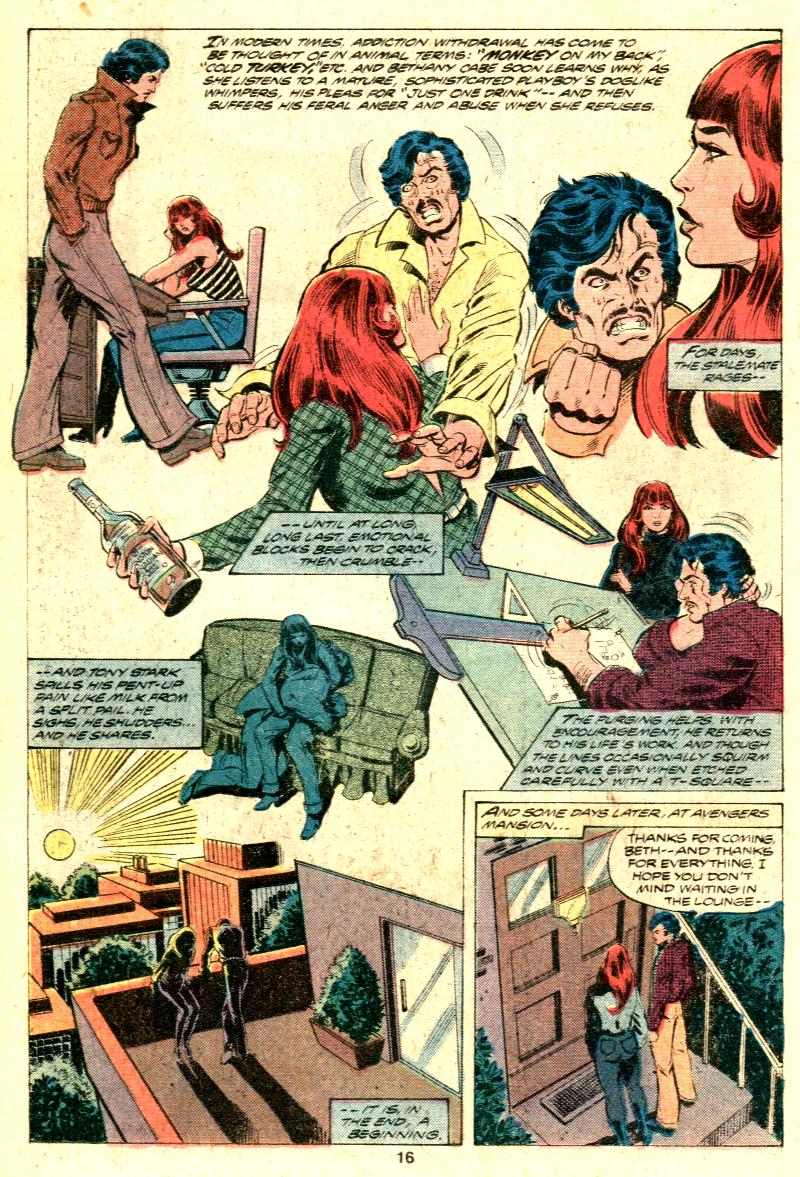 IN MODERN TIMES, ADDICTION WITHDRAWAL HAS COME TO
BE THOUGHT OF IN ANIMAL TERMS: "MONKEY ON MY BACK",
"COLD TURKEY," ETC. AND BETHANY CABE SOON LEARNS WHY, AS
SHE LISTENS TO A MATURE, SOPHISTICATED PLAYBOY'S DOGLIKE
WHIMPERS, HIS PLEAS FOR "JUST ONE DRINK"-- AND THEN
SUFFERS HIS FERAL ANGER AND ABUSE WHEN SHE REFUSES.
FOR DAYS,
THE STALEMATE
RAGES--
--UNTIL AT LONG,
LONG LAST, EMOTIONAL
BLOCKS BEGIN TO CRACK,
THEN CRUMBLE--
--AND TONY STARK
SPILLS HIS PENT-UP
PAIN LIKE MILK FROM
A SPLIT PAIL. HE
SIGHS, HE SHUDDERS...
AND HE SHARES.
THE PURGING HELPS. WITH
ENCOURAGEMENT, HE RETURNS
TO HIS LIFE'S WORK. AND THOUGH
THE LINES OCCASIONALLY SQUIRM
AND CURVE EVEN WHEN ETCHED
CAREFULLY WITH A T-SQUARE--
--IT IS, IN
THE END, A
BEGINNING.
AND SOME DAYS LATER, AT AVENGERS
MANSION...
THANKS FOR COMING,
BETH--AND THANKS
FOR EVERYTHING. I
HOPE YOU DON'T
MIND WAITING IN
THE LOUNGE--
16